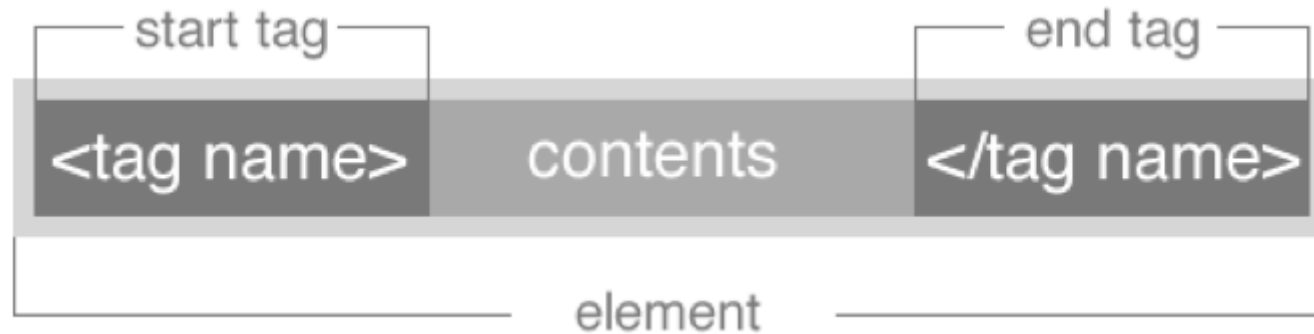 start tag end tag
<tag name> contents </tag name>
element